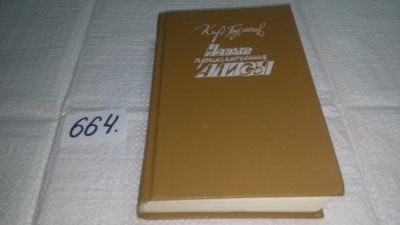 Кир Булычев
Новые
приключения
АЛИСЫ
664.